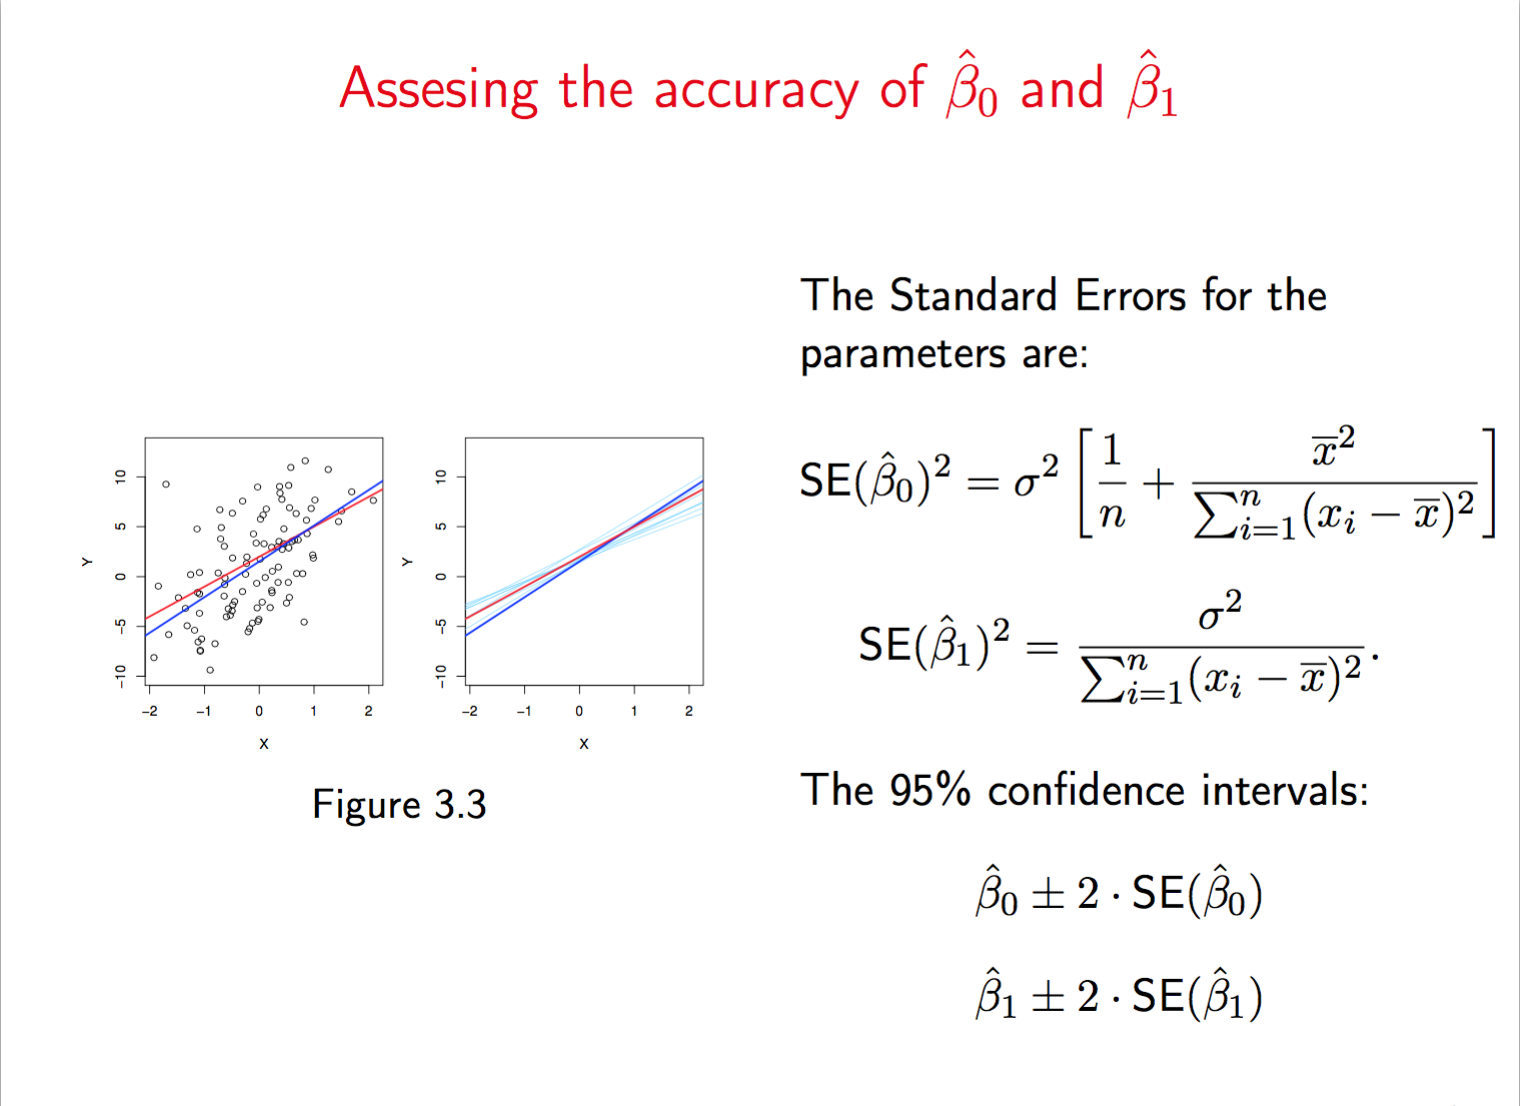 Assesing the accuracy of β̂₀ and β̂₁
The Standard Errors for the
parameters are:
SE(β̂₀)² = σ² [1/n + x̅²/∑ⁿᵢ₌₁(xᵢ − x̅)²]
SE(β̂₁)² = σ²/∑ⁿᵢ₌₁(xᵢ − x̅)².
The 95% confidence intervals:
β̂₀ ± 2 · SE(β̂₀)
β̂₁ ± 2 · SE(β̂₁)
Y
10
5
0
−5
−10
−2 −1 0 1 2
X
Y
10
5
0
−5
−10
−2 −1 0 1 2
X
Figure 3.3